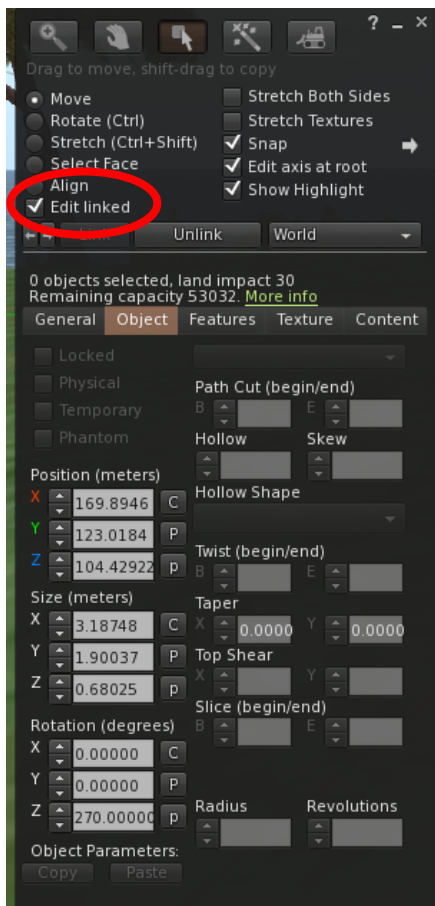 ? _ ×
Drag to move, shift-drag to copy
Move Stretch Both Sides
Rotate (Ctrl) Stretch Textures
Stretch (Ctrl+Shift) Snap
Select Face Edit axis at root
Align Show Highlight
Edit linked
Link Unlink World
0 objects selected, land impact 30
Remaining capacity 53032. More info
General Object Features Texture Content
Locked
Physical Path Cut (begin/end)
Temporary B E
Phantom Hollow Skew
Position (meters)
X 169.8946 C Hollow Shape
Y 123.0184 P
Z 104.42922 p Twist (begin/end)
B E
Size (meters) Taper
X 3.18748 C X 0.0000 Y 0.0000
Y 1.90037 P Top Shear
Z 0.68025 p X Y
Slice (begin/end)
Rotation (degrees) B E
X 0.00000 C
Y 0.00000 P
Z 270.00000 p Radius Revolutions
Object Parameters:
Copy Paste